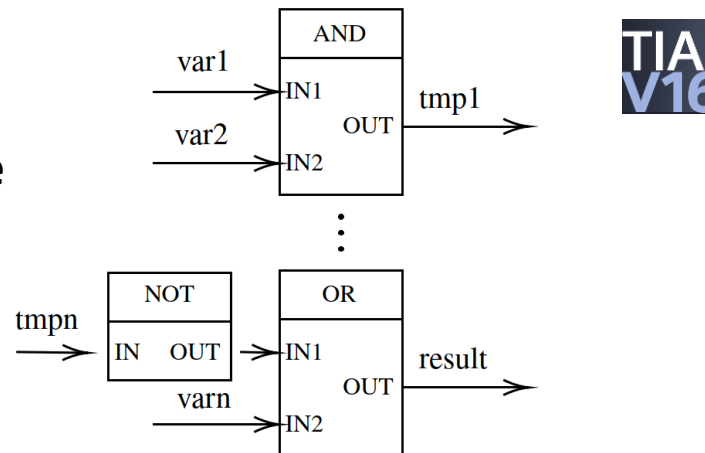 AND
var1
IN1
tmp1
OUT
var2
IN2
e
NOT
OR
tmpn
IN OUT
IN1
result
OUT
varn
IN2
TIA
V16